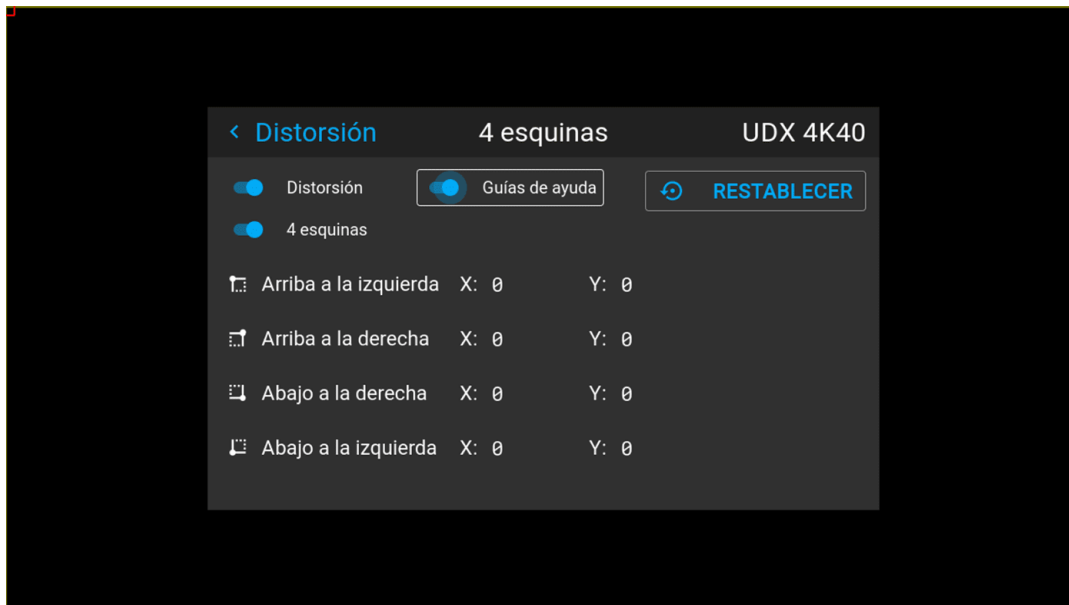 Distorsión 4 esquinas UDX 4K40
Distorsión Guías de ayuda RESTABLECER
4 esquinas
Arriba a la izquierda X: 0 Y: 0
Arriba a la derecha X: 0 Y: 0
Abajo a la derecha X: 0 Y: 0
Abajo a la izquierda X: 0 Y: 0